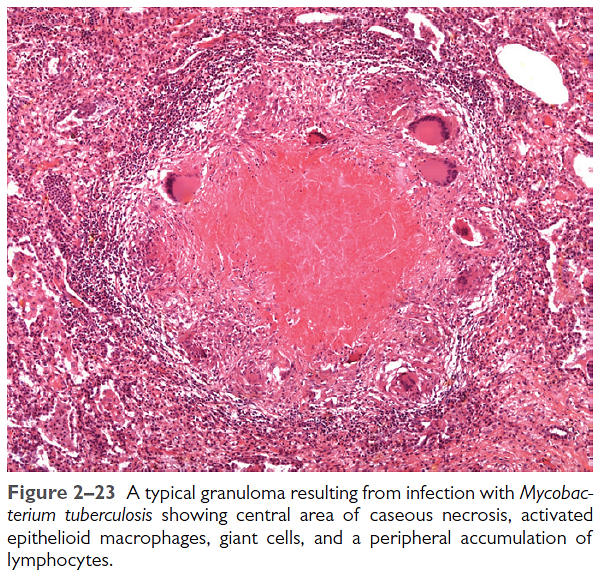 Figure 2–23 A typical granuloma resulting from infection with Mycobac-
terium tuberculosis showing central area of caseous necrosis, activated
epithelioid macrophages, giant cells, and a peripheral accumulation of
lymphocytes.